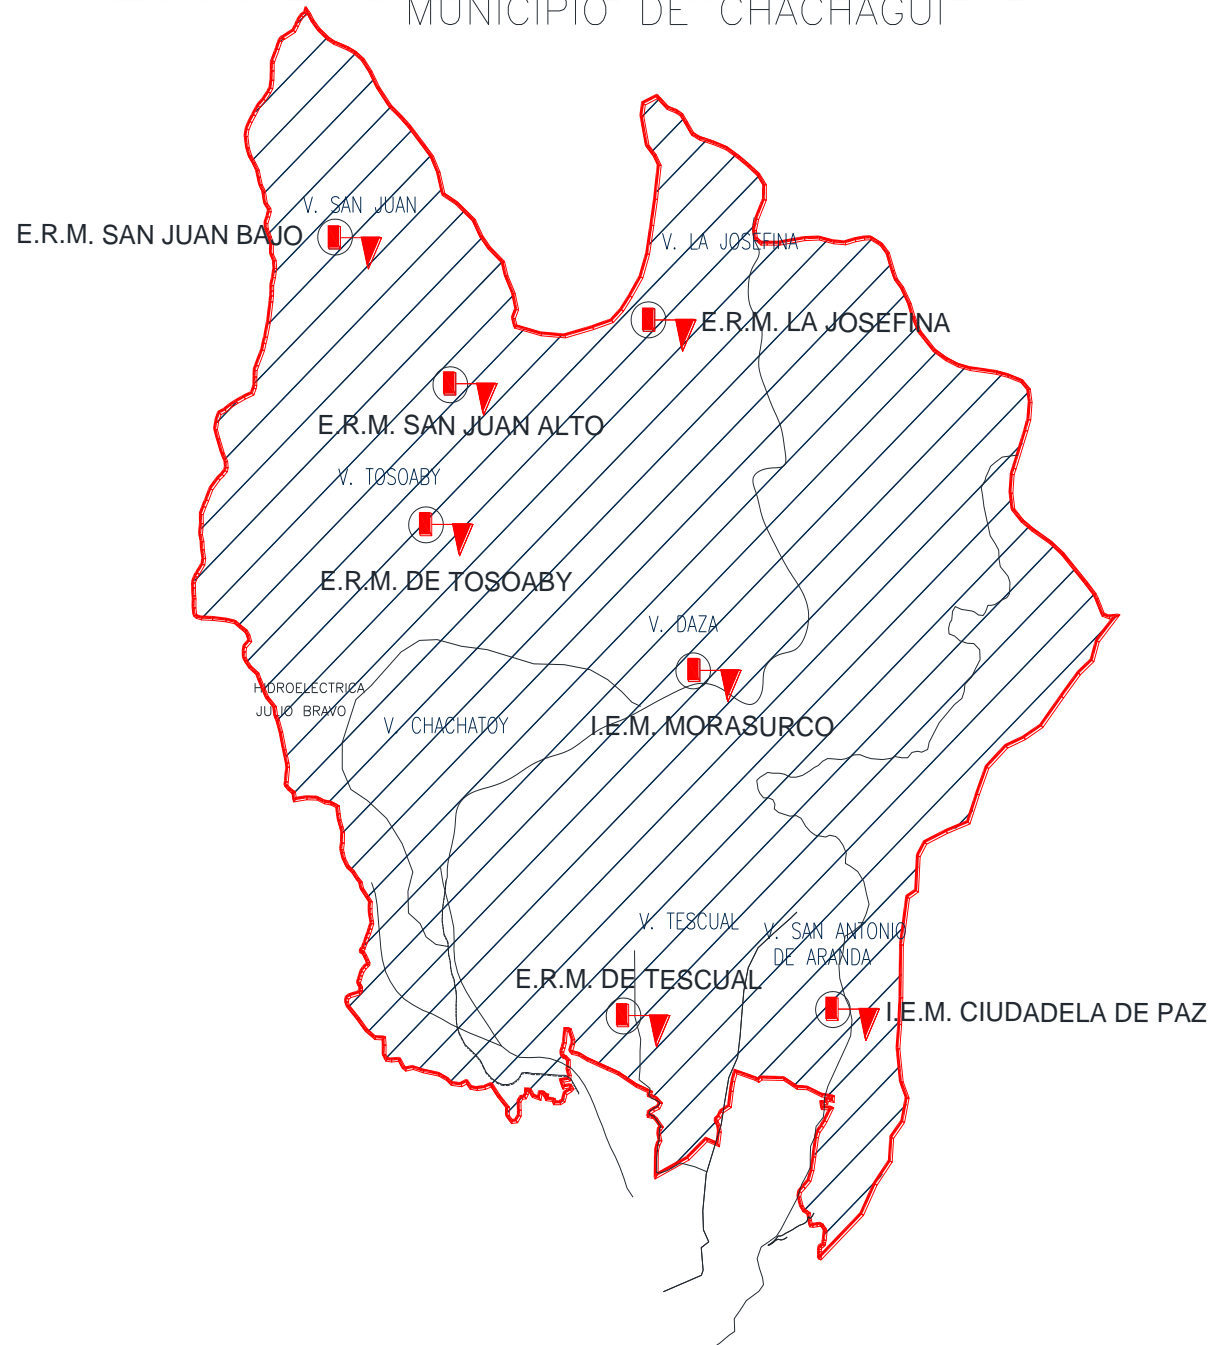 MUNICIPIO DE CHACHAGUI
V. SAN JUAN
E.R.M. SAN JUAN BAJO
V. LA JOSEFINA
E.R.M. LA JOSEFINA
E.R.M. SAN JUAN ALTO
V. TOSOABY
E.R.M. DE TOSOABY
V. DAZA
HIDROELECTRICA
JULIO BRAVO
V. CHACHATOY
I.E.M. MORASURCO
V. TESCUAL
V. SAN ANTONIO
DE ARANDA
E.R.M. DE TESCUAL
I.E.M. CIUDADELA DE PAZ